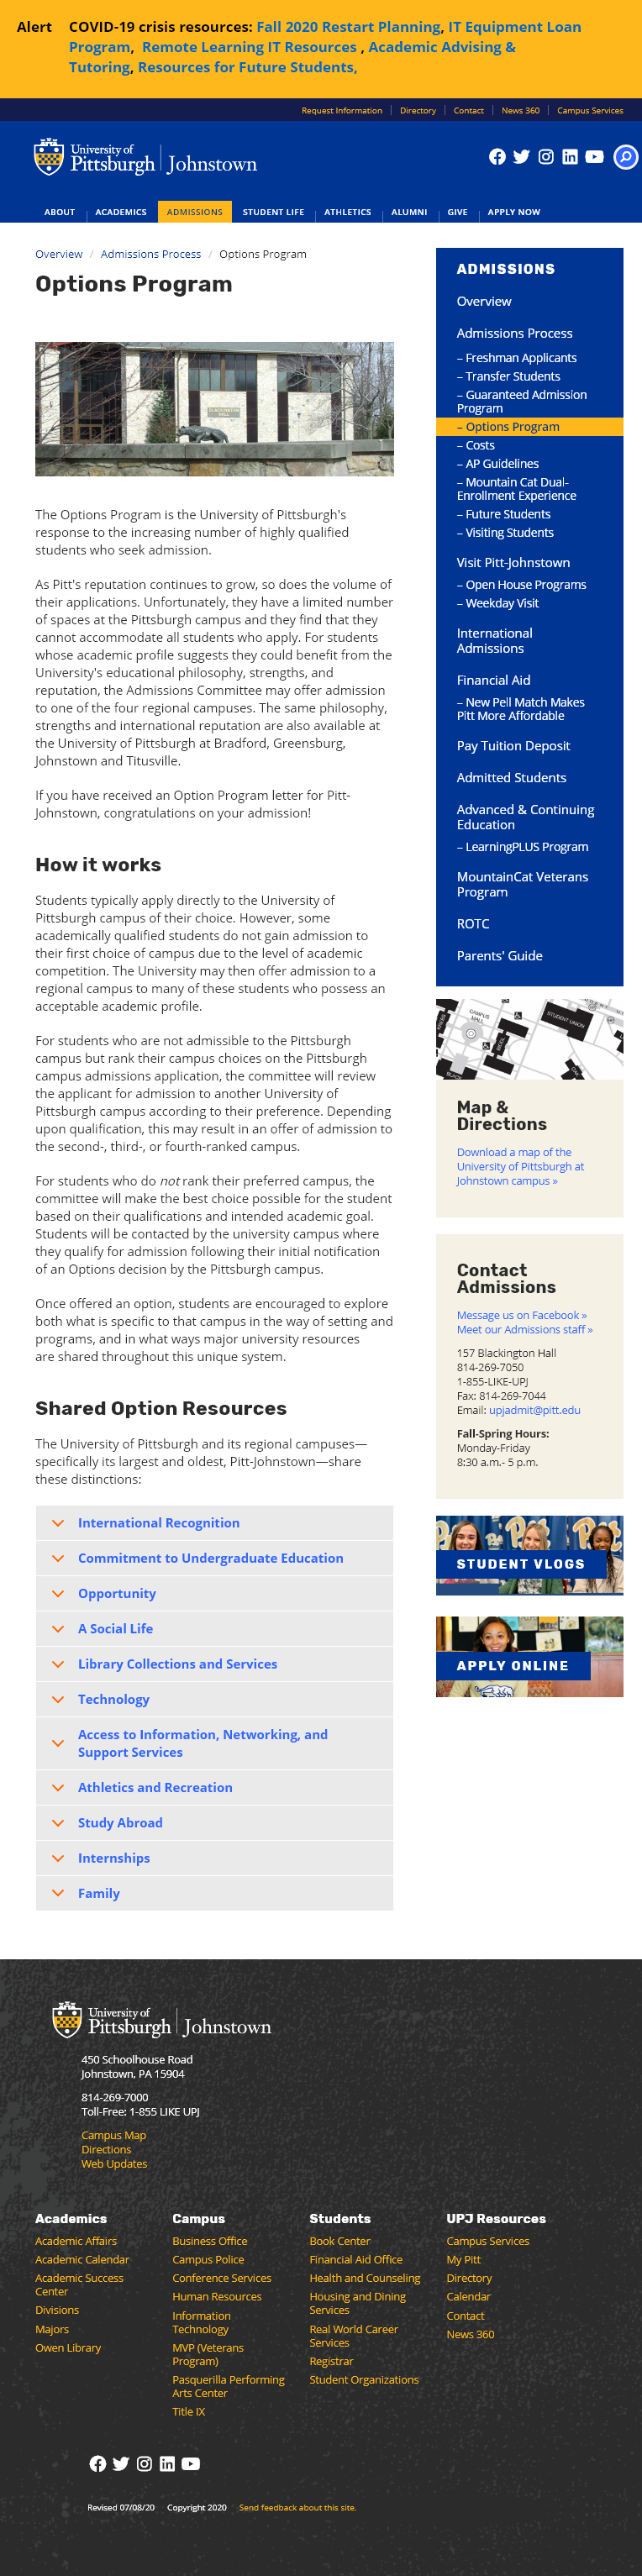 Alert
COVID-19 crisis resources: Fall 2020 Restart Planning, IT Equipment Loan
Program,  Remote Learning IT Resources , Academic Advising &
Tutoring, Resources for Future Students,
Request Information
Directory
Contact
News 360
Campus Services
University of
Pittsburgh Johnstown
ABOUT
ACADEMICS
ADMISSIONS
STUDENT LIFE
ATHLETICS
ALUMNI
GIVE
APPLY NOW
Overview / Admissions Process / Options Program
Options Program
The Options Program is the University of Pittsburgh's
response to the increasing number of highly qualified
students who seek admission.
As Pitt's reputation continues to grow, so does the volume of
their applications. Unfortunately, they have a limited number
of spaces at the Pittsburgh campus and they find that they
cannot accommodate all students who apply. For students
whose academic profile suggests they could benefit from the
University's educational philosophy, strengths, and
reputation, the Admissions Committee may offer admission
to one of the four regional campuses. The same philosophy,
strengths and international reputation are also available at
the University of Pittsburgh at Bradford, Greensburg,
Johnstown and Titusville.
If you have received an Option Program letter for Pitt-
Johnstown, congratulations on your admission!
How it works
Students typically apply directly to the University of
Pittsburgh campus of their choice. However, some
academically qualified students do not gain admission to
their first choice of campus due to the level of academic
competition. The University may then offer admission to a
regional campus to many of these students who possess an
acceptable academic profile.
For students who are not admissible to the Pittsburgh
campus but rank their campus choices on the Pittsburgh
campus admissions application, the committee will review
the applicant for admission to another University of
Pittsburgh campus according to their preference. Depending
upon qualification, this may result in an offer of admission to
the second-, third-, or fourth-ranked campus.
For students who do not rank their preferred campus, the
committee will make the best choice possible for the student
based on their qualifications and intended academic goal.
Students will be contacted by the university campus where
they qualify for admission following their initial notification
of an Options decision by the Pittsburgh campus.
Once offered an option, students are encouraged to explore
both what is specific to that campus in the way of setting and
programs, and in what ways major university resources
are shared throughout this unique system.
Shared Option Resources
The University of Pittsburgh and its regional campuses—
specifically its largest and oldest, Pitt-Johnstown—share
these distinctions:
International Recognition
Commitment to Undergraduate Education
Opportunity
A Social Life
Library Collections and Services
Technology
Access to Information, Networking, and
Support Services
Athletics and Recreation
Study Abroad
Internships
Family
ADMISSIONS
Overview
Admissions Process
– Freshman Applicants
– Transfer Students
– Guaranteed Admission
Program
– Options Program
– Costs
– AP Guidelines
– Mountain Cat Dual-
Enrollment Experience
– Future Students
– Visiting Students
Visit Pitt-Johnstown
– Open House Programs
– Weekday Visit
International
Admissions
Financial Aid
– New Pell Match Makes
Pitt More Affordable
Pay Tuition Deposit
Admitted Students
Advanced & Continuing
Education
– LearningPLUS Program
MountainCat Veterans
Program
ROTC
Parents' Guide
CAMPUS
HALL
STUDENT UNION
Map &
Directions
Download a map of the
University of Pittsburgh at
Johnstown campus »
Contact
Admissions
Message us on Facebook »
Meet our Admissions staff »
157 Blackington Hall
814-269-7050
1-855-LIKE-UPJ
Fax: 814-269-7044
Email: upjadmit@pitt.edu
Fall-Spring Hours:
Monday-Friday
8:30 a.m.- 5 p.m.
STUDENT VLOGS
APPLY ONLINE
University of
Pittsburgh Johnstown
450 Schoolhouse Road
Johnstown, PA 15904
814-269-7000
Toll-Free: 1-855 LIKE UPJ
Campus Map
Directions
Web Updates
Academics
Academic Affairs
Academic Calendar
Academic Success
Center
Divisions
Majors
Owen Library
Campus
Business Office
Campus Police
Conference Services
Human Resources
Information
Technology
MVP (Veterans
Program)
Pasquerilla Performing
Arts Center
Title IX
Students
Book Center
Financial Aid Office
Health and Counseling
Housing and Dining
Services
Real World Career
Services
Registrar
Student Organizations
UPJ Resources
Campus Services
My Pitt
Directory
Calendar
Contact
News 360
Revised 07/08/20
Copyright 2020
Send feedback about this site.